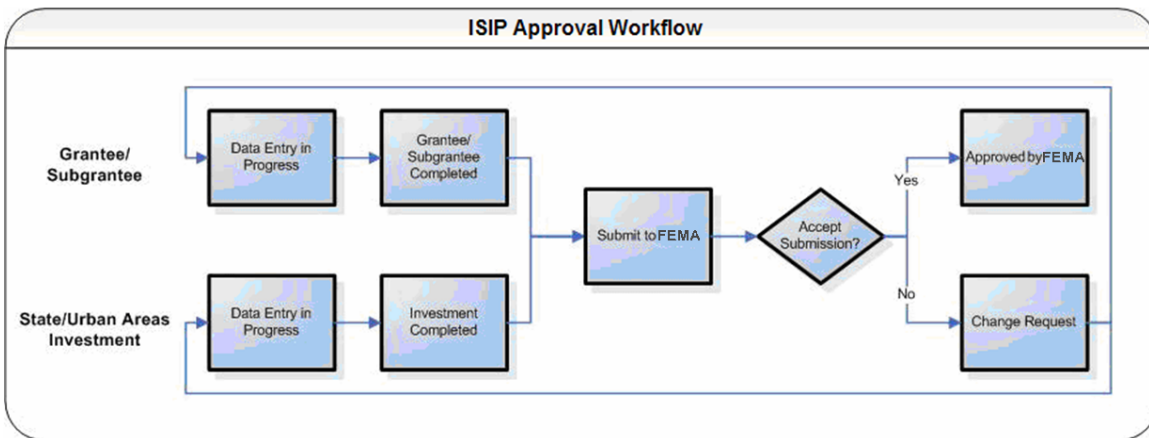 ISIP Approval Workflow
Grantee/
Subgrantee
Data Entry in
Progress
Grantee/
Subgrantee
Completed
Submit to FEMA
Accept
Submission?
Yes
Approved by FEMA
No
Change Request
State/Urban Areas
Investment
Data Entry in
Progress
Investment
Completed